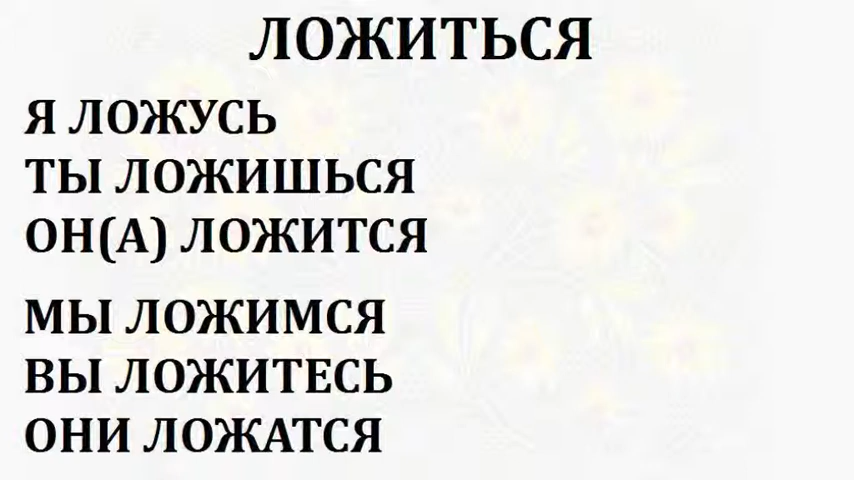 ЛОЖИТЬСЯ
Я ЛОЖУСЬ
ТЫ ЛОЖИШЬСЯ
ОН(А) ЛОЖИТСЯ
МЫ ЛОЖИМСЯ
ВЫ ЛОЖИТЕСЬ
ОНИ ЛОЖАТСЯ